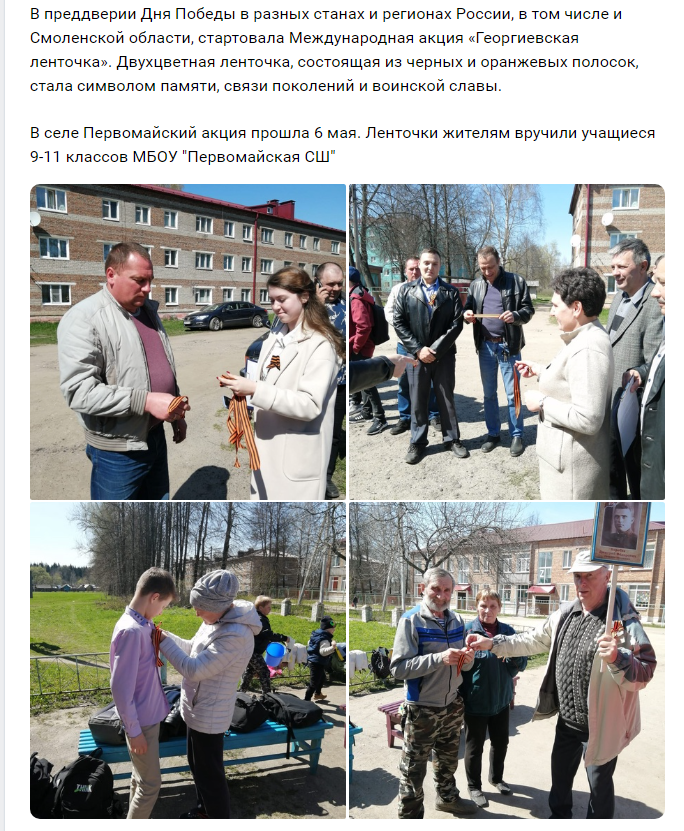 В преддверии Дня Победы в разных станах и регионах России, в том числе и
Смоленской области, стартовала Международная акция «Георгиевская
ленточка». Двухцветная ленточка, состоящая из черных и оранжевых полосок,
стала символом памяти, связи поколений и воинской славы.
В селе Первомайский акция прошла 6 мая. Ленточки жителям вручили учащиеся
9-11 классов МБОУ "Первомайская СШ"